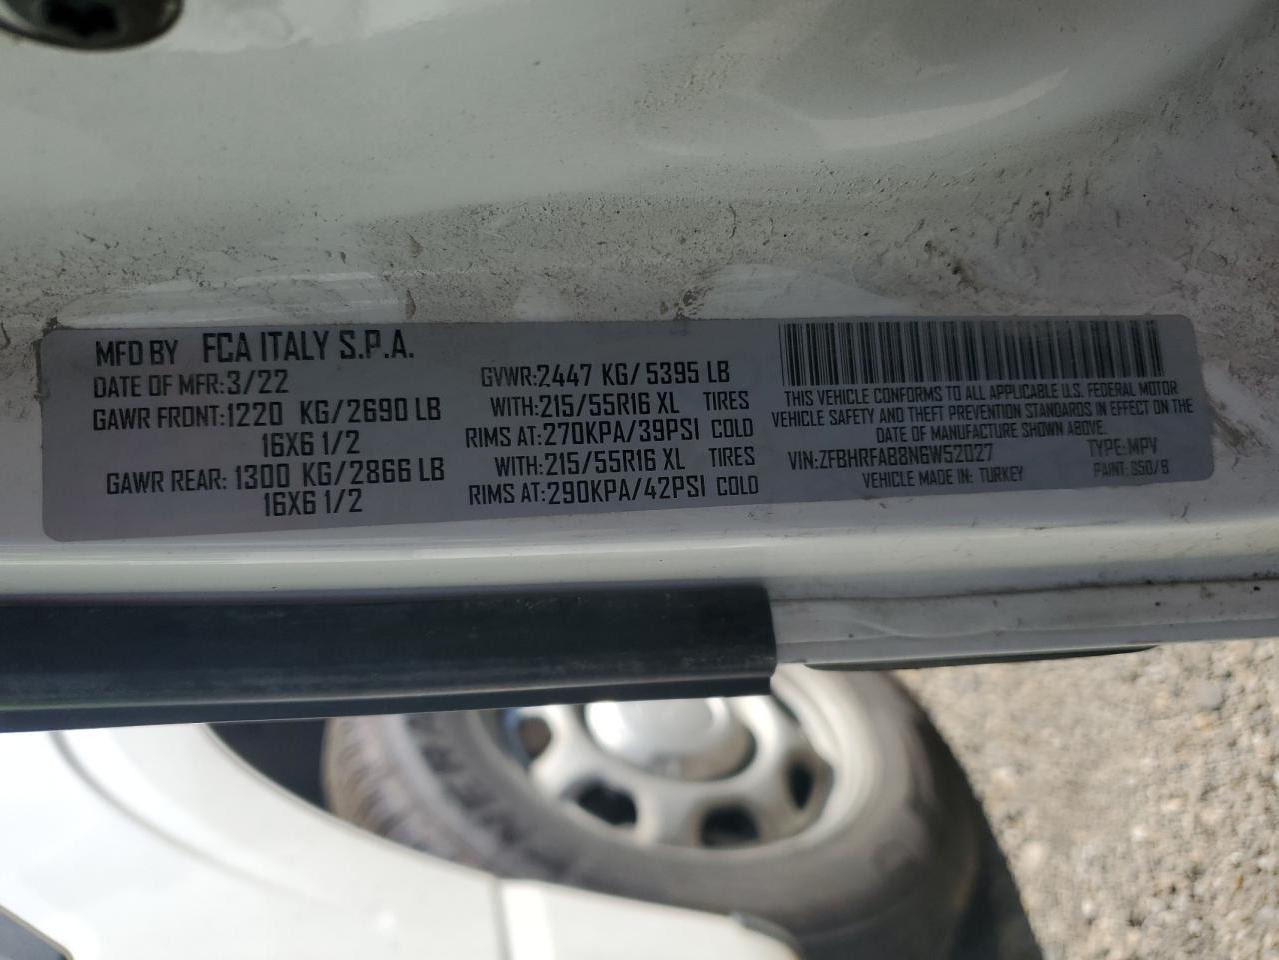 MFD BY FCA ITALY S.P.A.
DATE OF MFR:3/22
GAWR FRONT:1220 KG/2690 LB
16X6 1/2
GAWR REAR: 1300 KG/2866 LB
16X6 1/2
GVWR:2447 KG/5395 LB
WITH:215/55R16 XL TIRES
RIMS AT:270KPA/39PSI COLD
WITH:215/55R16 XL TIRES
RIMS AT:290KPA/42PSI COLD
THIS VEHICLE CONFORMS TO ALL APPLICABLE U.S. FEDERAL MOTOR
VEHICLE SAFETY AND THEFT PREVENTION STANDARDS IN EFFECT ON THE
DATE OF MANUFACTURE SHOWN ABOVE.
VIN:ZFBHRFAB8N6W52027 TYPE:MPV
VEHICLE MADE IN: TURKEY PAINT: 550/B